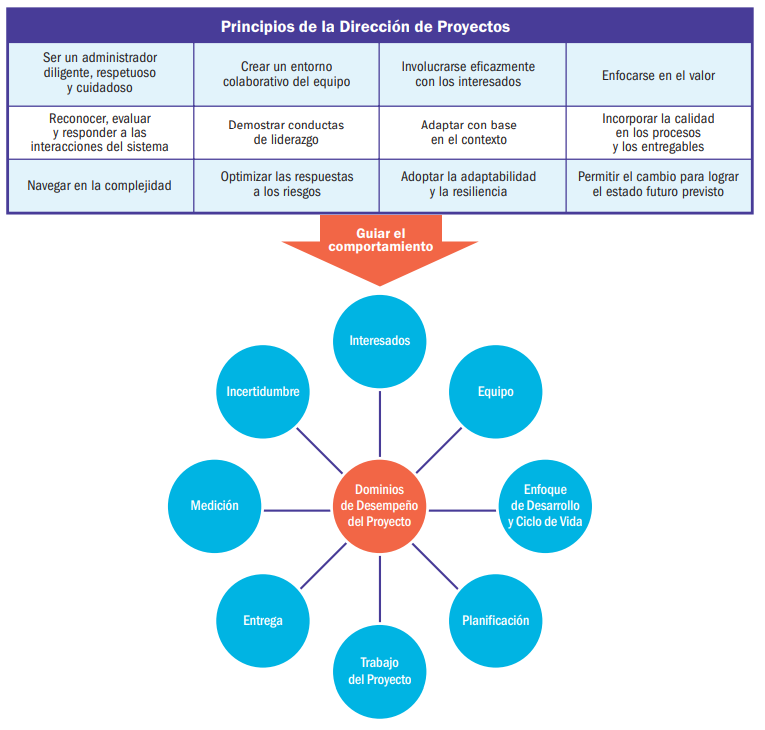 Principios de la Dirección de Proyectos
Ser un administrador
diligente, respetuoso
y cuidadoso
Crear un entorno
colaborativo del equipo
Involucrarse eficazmente
con los interesados
Enfocarse en el valor
Reconocer, evaluar
y responder a las
interacciones del sistema
Demostrar conductas
de liderazgo
Adaptar con base
en el contexto
Incorporar la calidad
en los procesos
y los entregables
Navegar en la complejidad
Optimizar las respuestas
a los riesgos
Adoptar la adaptabilidad
y la resiliencia
Permitir el cambio para lograr
el estado futuro previsto
Guiar el
comportamiento
Interesados
Incertidumbre
Equipo
Medición
Dominios
de Desempeño
del Proyecto
Enfoque
de Desarrollo
y Ciclo de Vida
Entrega
Planificación
Trabajo
del Proyecto